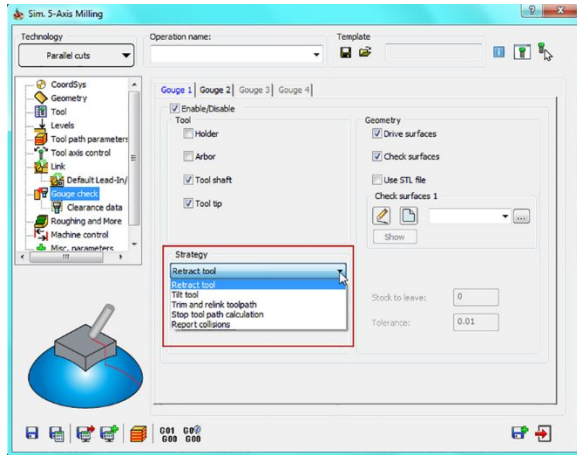 Sim. 5-Axis Milling
Technology
Parallel cuts
Operation name:
Template
CoordSys
Geometry
Tool
Levels
Tool path parameters
Tool axis control
Link
Default Lead-In/
Gouge check
Clearance data
Roughing and More
Machine control
Misc. parameters
Gouge 1 Gouge 2 Gouge 3 Gouge 4
Enable/Disable
Tool
Holder
Arbor
Tool shaft
Tool tip
Geometry
Drive surfaces
Check surfaces
Use STL file
Check surfaces 1
...
Show
Strategy
Retract tool
Retract tool
Tilt tool
Trim and relink toolpath
Stop tool path calculation
Report collsions
Stock to leave: 0
Tolerance: 0.01
G01 G0
G00 G00